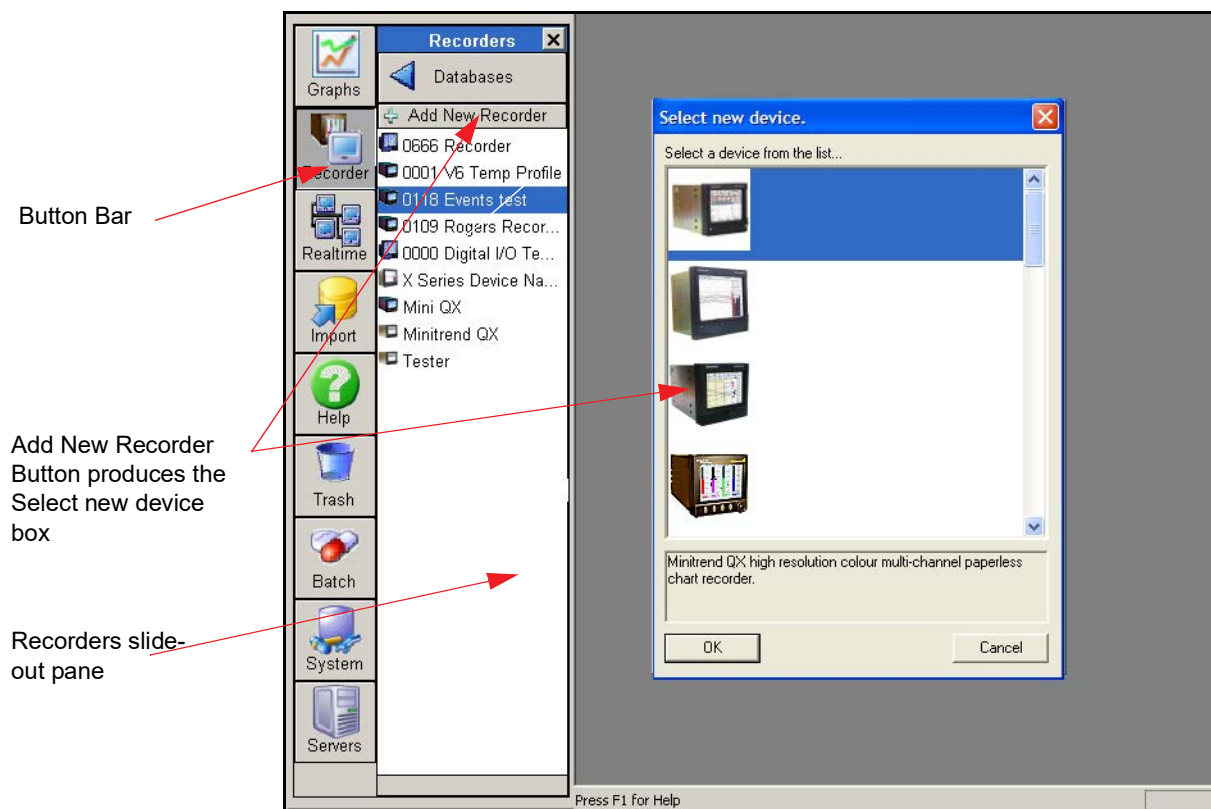 Button Bar
Add New Recorder
Button produces the
Select new device
box
Recorders slide-
out pane
Graphs
Recorder
Realtime
Import
Help
Trash
Batch
System
Servers
Recorders
Databases
Add New Recorder
0666 Recorder
0001 V6 Temp Profile
0118 Events test
0109 Rogers Recor...
0000 Digital I/O Te...
X Series Device Na...
Mini QX
Minitrend QX
Tester
Select new device.
Select a device from the list...
Minitrend QX high resolution colour multi-channel paperless
chart recorder.
OK
Cancel
Press F1 for Help